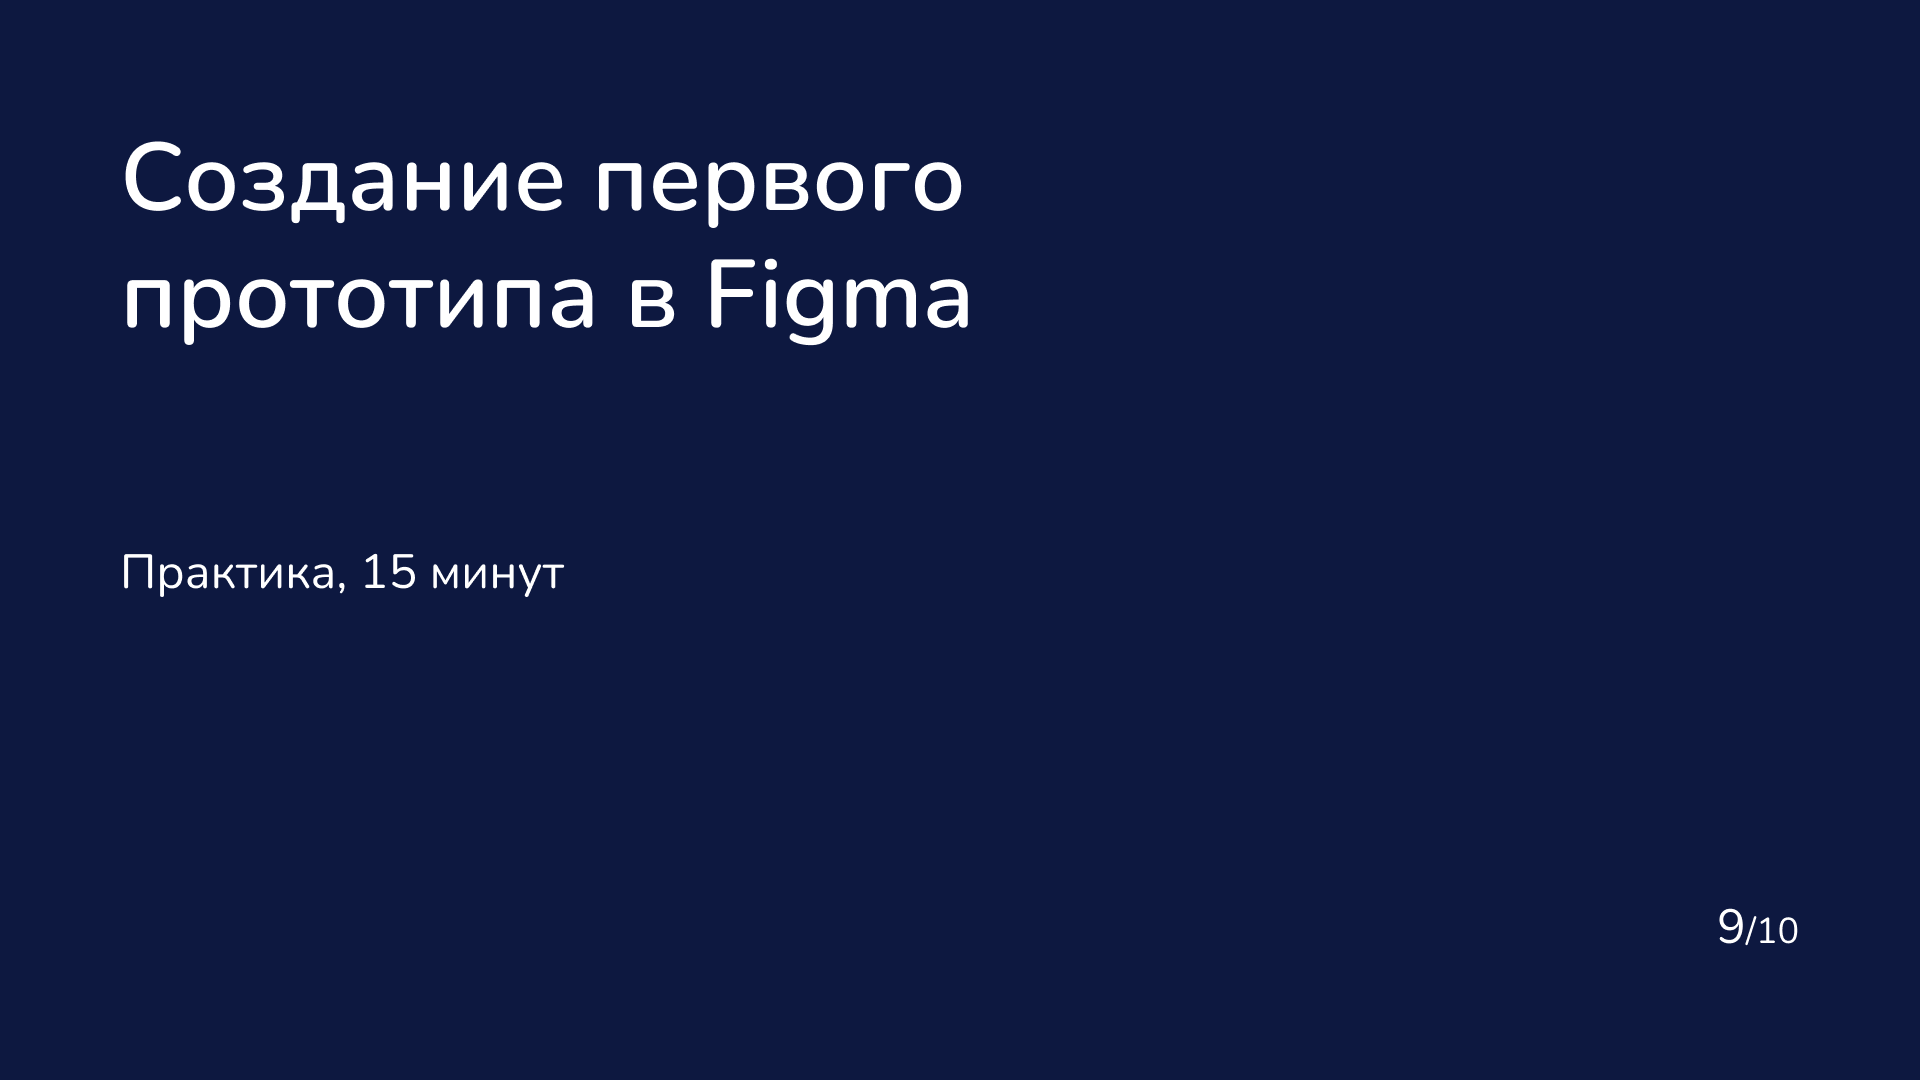 Создание первого
прототипа в Figma
Практика, 15 минут
9/10